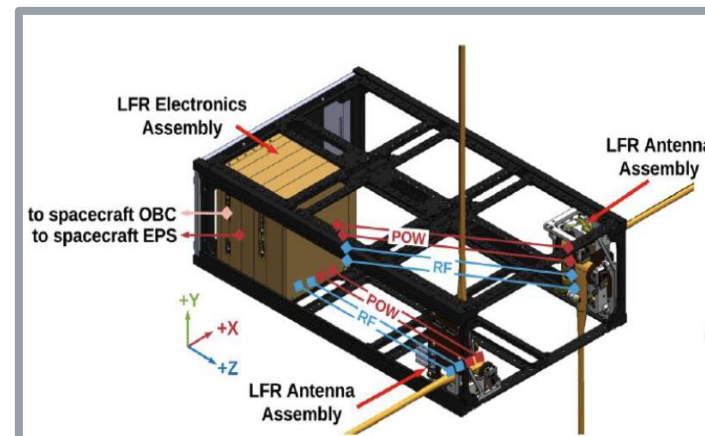 LFR Electronics
Assembly
LFR Antenna
Assembly
to spacecraft OBC
to spacecraft EPS
POW
RF
POW
RF
+Y
+X
+Z
LFR Antenna
Assembly